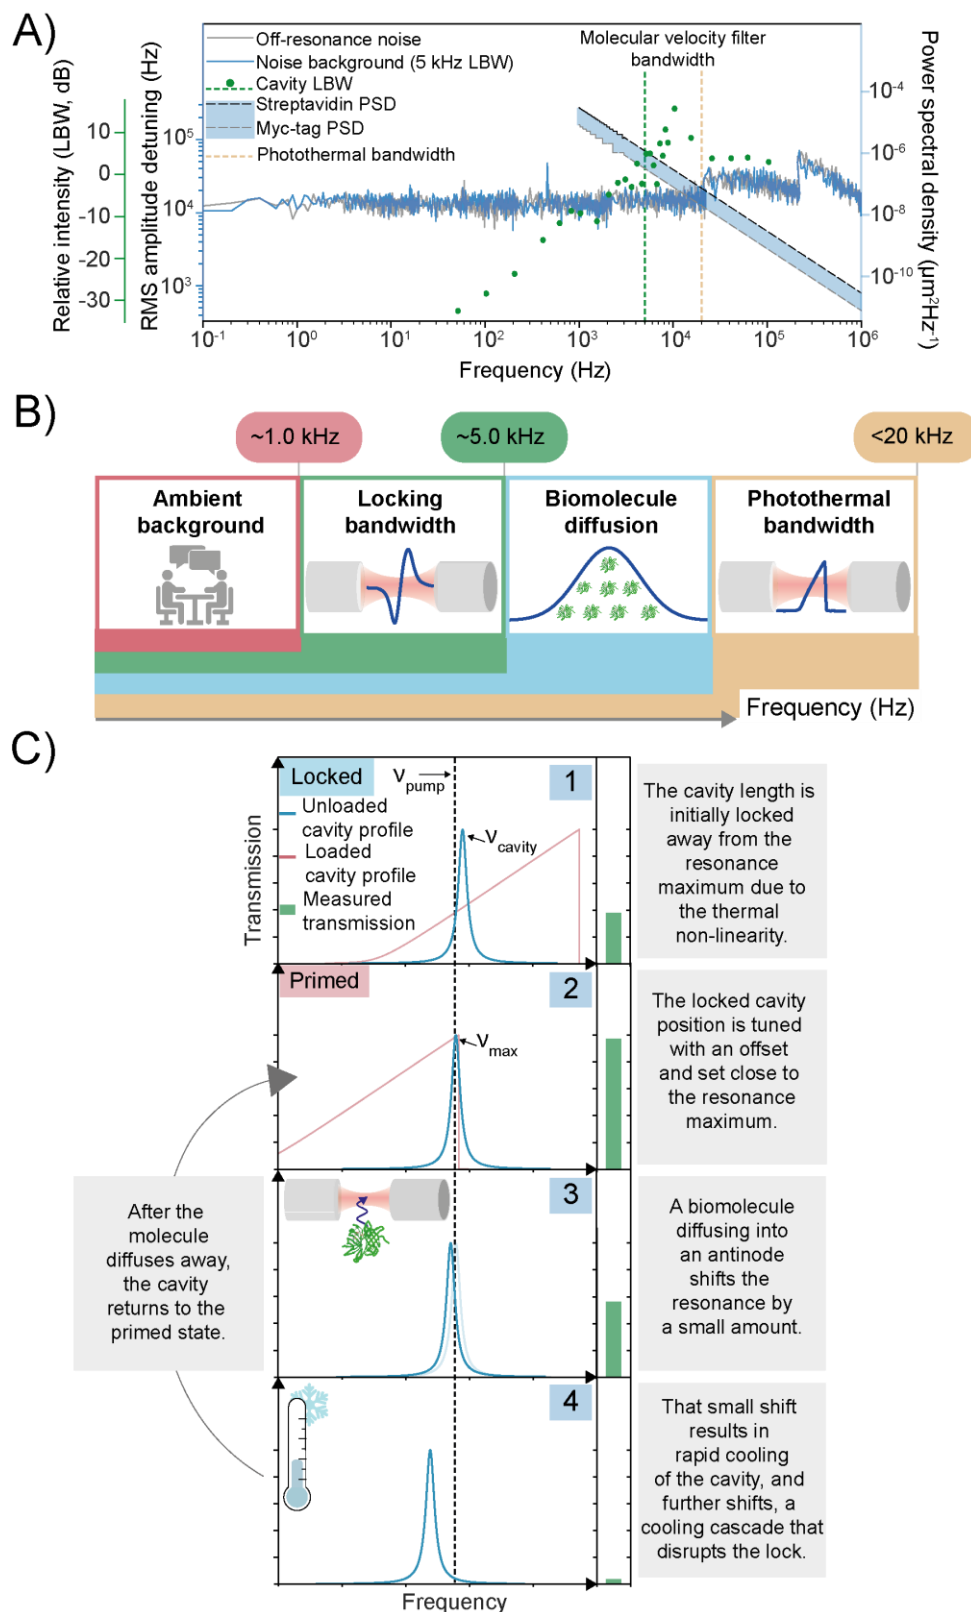 A)
Off-resonance noise
Noise background (5 kHz LBW)
Cavity LBW
Streptavidin PSD
Myc-tag PSD
Photothermal bandwidth
Molecular velocity filter
bandwidth
Relative intensity (LBW, dB)
10
0
-10
-20
-30
RMS amplitude detuning (Hz)
10⁵
10⁴
10³
Power spectral density (µm²Hz⁻¹)
10⁻⁴
10⁻⁶
10⁻⁸
10⁻¹⁰
10⁻¹ 10⁰ 10¹ 10² 10³ 10⁴ 10⁵ 10⁶
Frequency (Hz)
B)
~1.0 kHz
~5.0 kHz
<20 kHz
Ambient
background
Locking
bandwidth
Biomolecule
diffusion
Photothermal
bandwidth
Frequency (Hz)
C)
Locked
Unloaded
cavity profile
Loaded
cavity profile
Measured
transmission
ν pump
ν cavity
1
Transmission
The cavity length is
initially locked
away from the
resonance
maximum due to
the thermal
non-linearity.
Primed
ν max
2
The locked cavity
position is tuned
with an offset
and set close to
the resonance
maximum.
3
A biomolecule
diffusing into
an antinode
shifts the
resonance by
a small amount.
After the
molecule
diffuses away,
the cavity
returns to the
primed state.
4
That small shift
results in
rapid cooling
of the cavity, and
further shifts, a
cooling cascade that
disrupts the lock.
Frequency